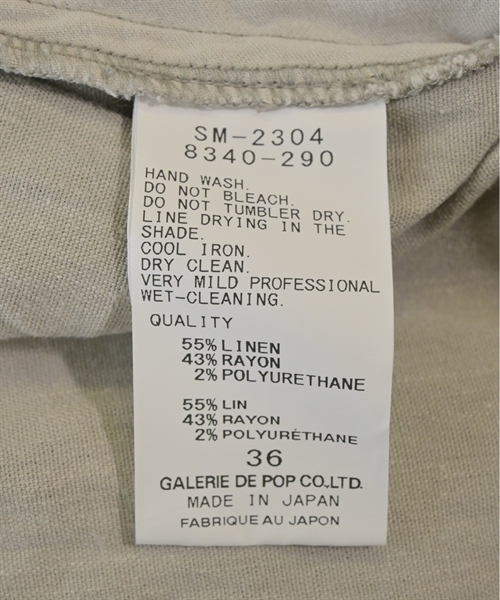 SM-2304
8340-290
HAND WASH.
DO NOT BLEACH.
DO NOT TUMBLER DRY.
LINE DRYING IN THE
SHADE.
COOL IRON.
DRY CLEAN.
VERY MILD PROFESSIONAL
WET-CLEANING.
QUALITY
55% LINEN
43% RAYON
2% POLYURETHANE
55% LIN
43% RAYON
2% POLYURÉTHANE
36
GALERIE DE POP CO.,LTD.
MADE IN JAPAN
FABRIQUE AU JAPON